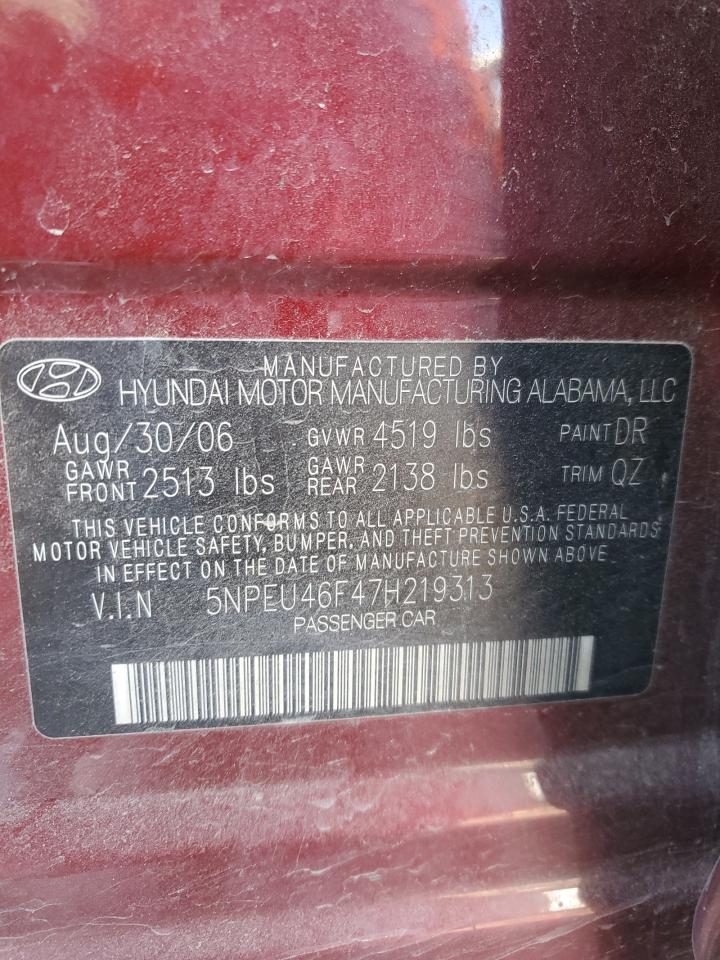 MANUFACTURED BY
HYUNDAI MOTOR MANUFACTURING ALABAMA, LLC
Aug/30/06 GVWR 4519 lbs PAINT DR
GAWR FRONT 2513 lbs GAWR REAR 2138 lbs TRIM QZ
THIS VEHICLE CONFORMS TO ALL APPLICABLE U.S.A. FEDERAL
MOTOR VEHICLE SAFETY, BUMPER, AND THEFT PREVENTION STANDARDS
IN EFFECT ON THE DATE OF MANUFACTURE SHOWN ABOVE.
V.I.N 5NPEU46F47H219313
PASSENGER CAR